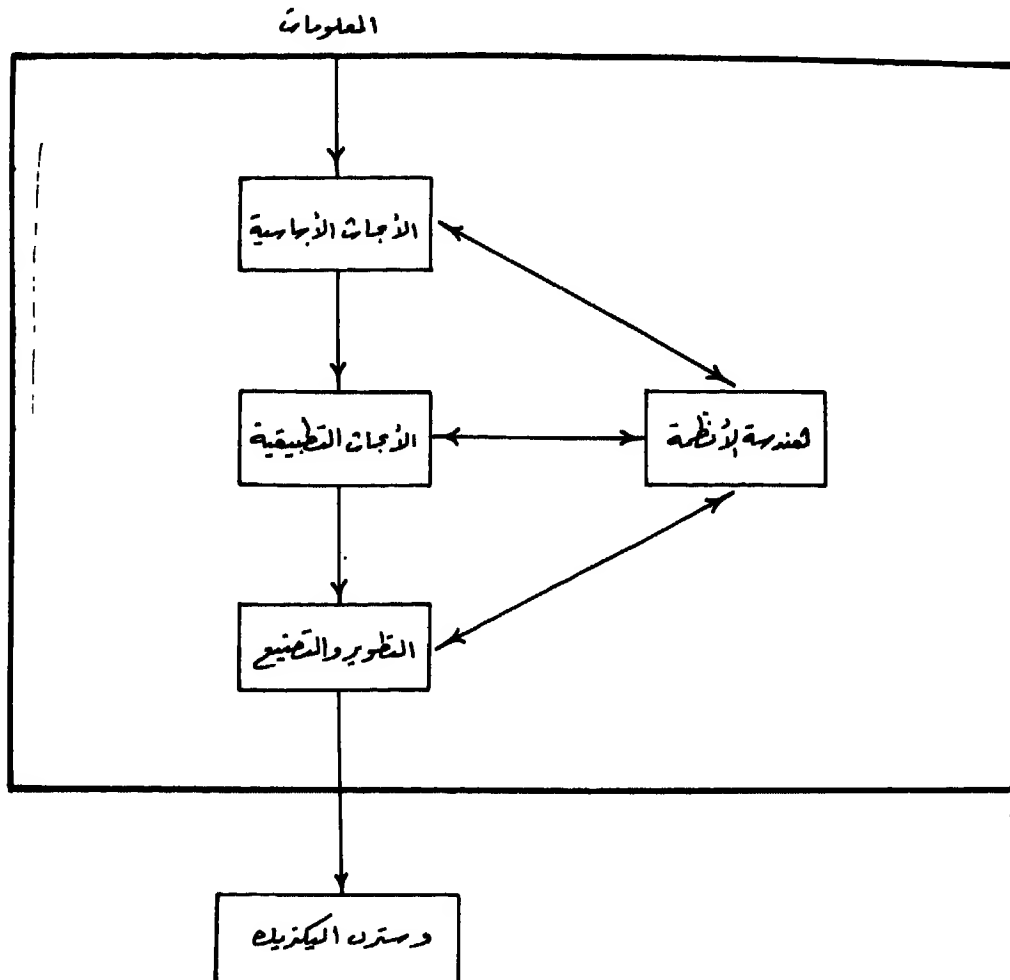 المعلومات
الأبحاث الأساسية
الأبحاث التطبيقية
هندسة الأنظمة
التطوير والتصنيع
وسترن اليكتريك